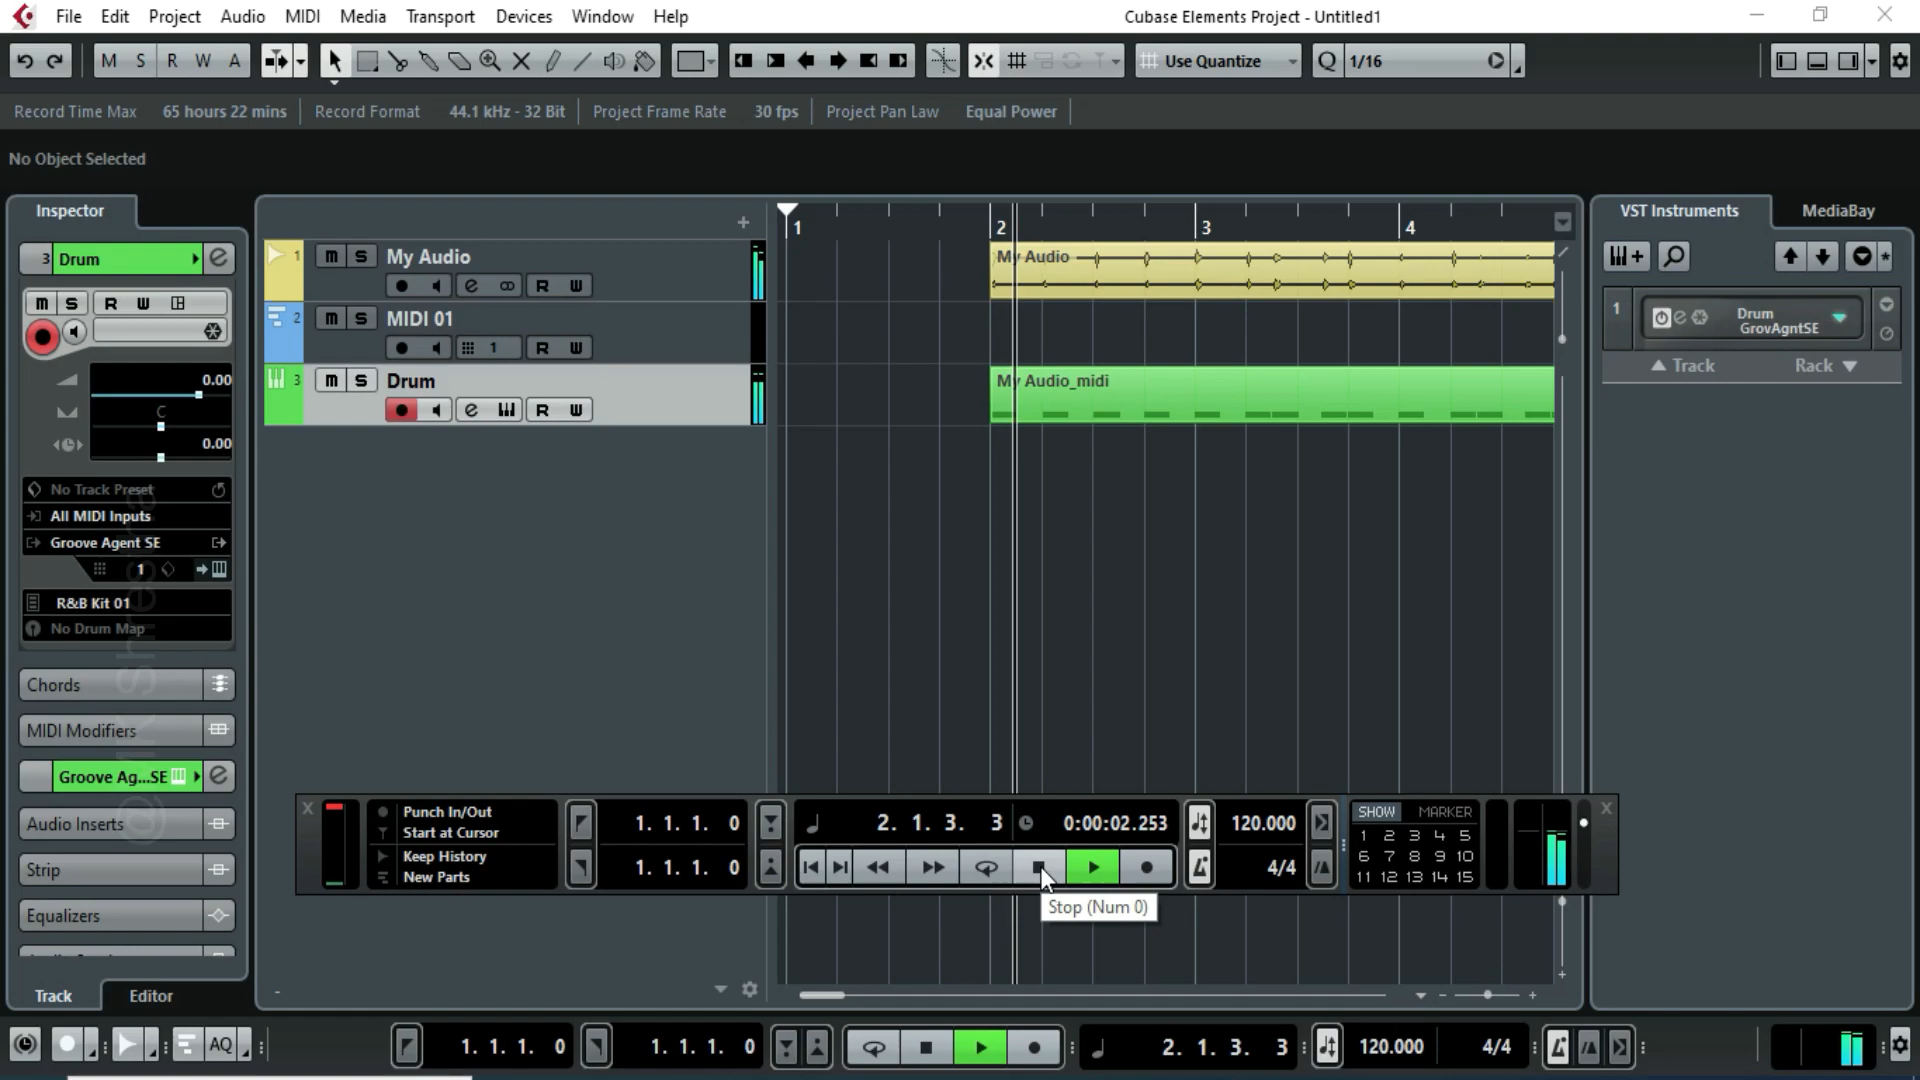 File Edit Project Audio MIDI Media Transport Devices Window Help
Cubase Elements Project - Untitled1
M S R W A
Use Quantize
Q 1/16
Record Time Max 65 hours 22 mins Record Format 44.1 kHz - 32 Bit Project Frame Rate 30 fps Project Pan Law Equal Power
No Object Selected
Inspector
3 Drum
m S R W
0.00
C
0.00
No Track Preset
All MIDI Inputs
Groove Agent SE
1
R&B Kit 01
No Drum Map
Chords
MIDI Modifiers
Groove Ag...SE
Audio Inserts
Strip
Equalizers
Track Editor
1 m S My Audio
R W
2 m S MIDI 01
1 R W
3 m S Drum
R W
1 2 3 4
My Audio
My Audio_midi
VST Instruments MediaBay
1 Drum
GrovAgntSE
Track Rack
X
Punch In/Out
Start at Cursor
Keep History
New Parts
1. 1. 1. 0
1. 1. 1. 0
2. 1. 3. 3 0:00:02.253
120.000
4/4
SHOW MARKER
1 2 3 4 5
6 7 8 9 10
11 12 13 14 15
X
Stop (Num 0)
AQ
1. 1. 1. 0 1. 1. 1. 0 2. 1. 3. 3 120.000 4/4